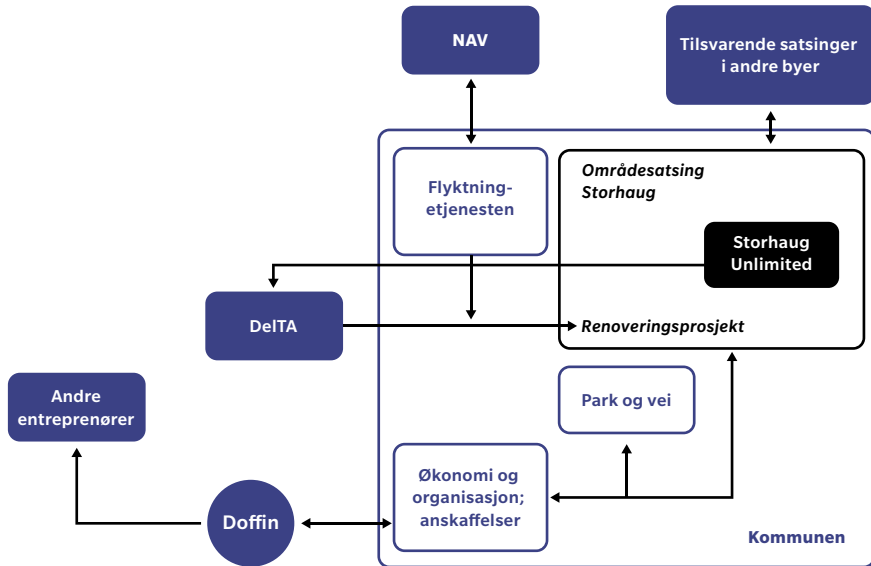 NAV
Tilsvarende satsinger
i andre byer
Flyktning-
etjenesten
Områdesatsing
Storhaug
Storhaug
Unlimited
DelTA
Renoveringsprosjekt
Andre
entreprenører
Park og vei
Økonomi og
organisasjon;
anskaffelser
Doffin
Kommunen